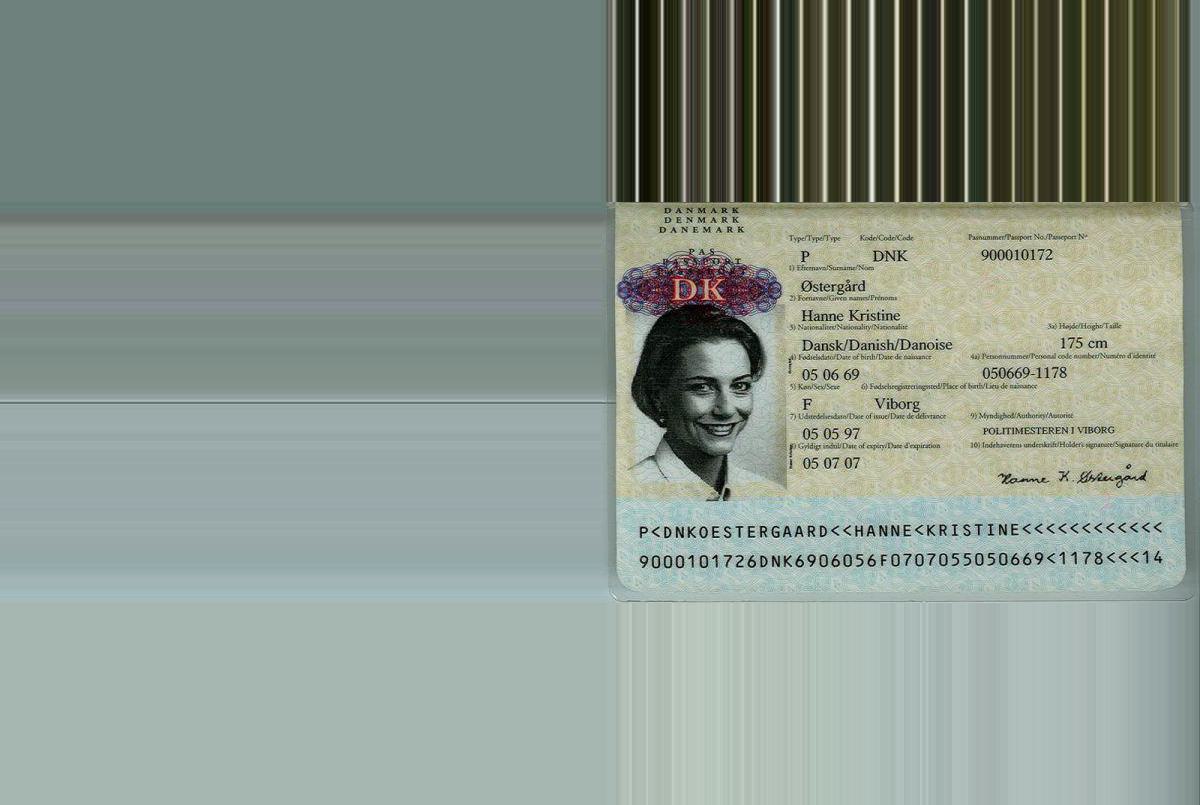 DANMARK
DENMARK
DANEMARK
PAS
PASSPORT
DK
Type/Type/Type Kode/Code/Code Pasnummer/Passport No./Passeport Nº
P DNK 900010172
1) Efternavn/Surname/Nom
Østergård
2) Fornavne/Given names/Prénoms
Hanne Kristine
3) Nationalitet/Nationality/Nationalité 3a) Højde/Height/Taille
Dansk/Danish/Danoise 175 cm
4) Fødselsdato/Date of birth/Date de naissance 4a) Personnummer/Personal code number/Numéro d'identité
05 06 69 050669-1178
5) Køn/Sex/Sexe 6) Fødselsregistreringssted/Place of birth/Lieu de naissance
F Viborg
7) Udstedelsesdato/Date of issue/Date de délivrance 9) Myndighed/Authority/Autorité
05 05 97 POLITIMESTEREN I VIBORG
8) Gyldigt indtil/Date of expiry/Date d'expiration 10) Indehaverens underskrift/Holder's signature/Signature du titulaire
05 07 07
Hanne K. Østergård
P<DNKOESTERGAARD<<HANNE<KRISTINE<<<<<<<<<<<<
9000101726DNK6906056F0707055050669<1178<<<14